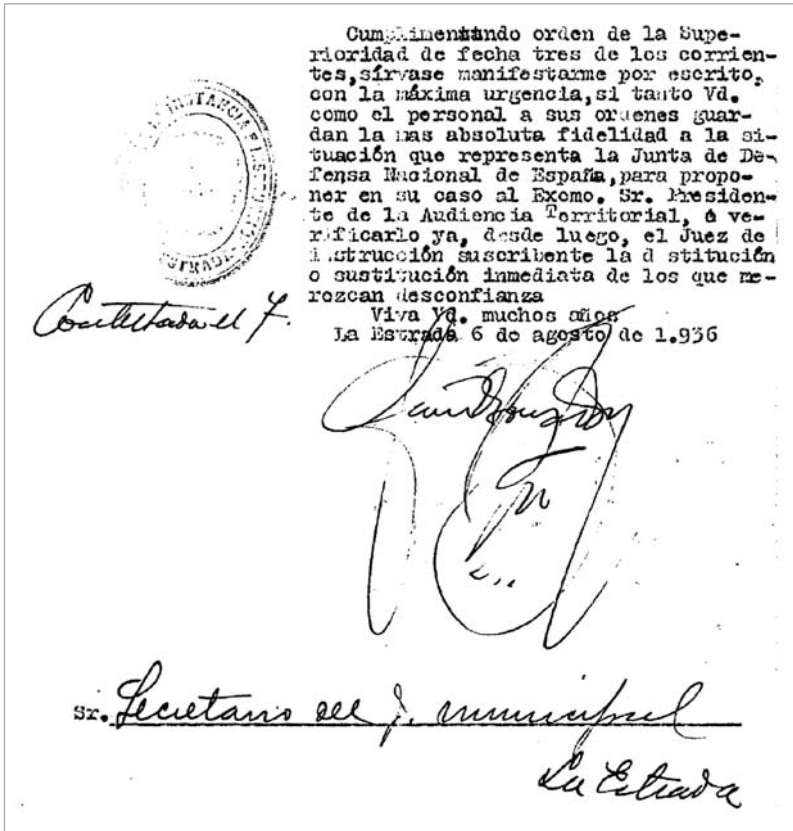 Cumplimentando orden de la Supe-
rioridad de fecha tres de los corrien-
tes,sírvase manifestarme por escrito,
con la máxima urgencia,si tanto Vd.
como el personal a sus ordenes guar-
dan la mas absoluta fidelidad a la si-
tuación que representa la Junta de De-
fensa Nacional de España,para propo-
ner en su caso al Excmo. Sr. Presiden-
te de la Audiencia Territorial, ó ve-
rificarlo ya, desde luego, el Juez de
instrucción suscribente la d stitución
o sustitución inmediata de los que me-
rezcan desconfianza
Viva Vd. muchos años
La Estrada 6 de agosto de 1.936
INSTANCIA E
ESTRADA
Contestada el 7.
Sr. Secretario del J. municipal
La Estrada